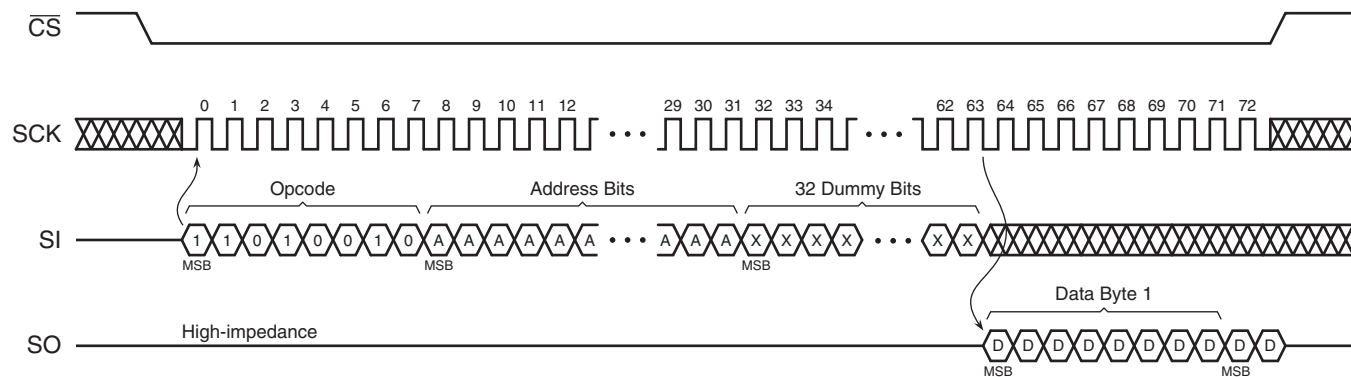 CS
0 1 2 3 4 5 6 7 8 9 10 11 12 29 30 31 32 33 34 62 63 64 65 66 67 68 69 70 71 72
SCK
Opcode Address Bits 32 Dummy Bits
SI 1 1 0 1 0 0 1 0 A A A A A A A A A X X X X X X
MSB MSB MSB
Data Byte 1
High-impedance
SO D D D D D D D D D D
MSB MSB